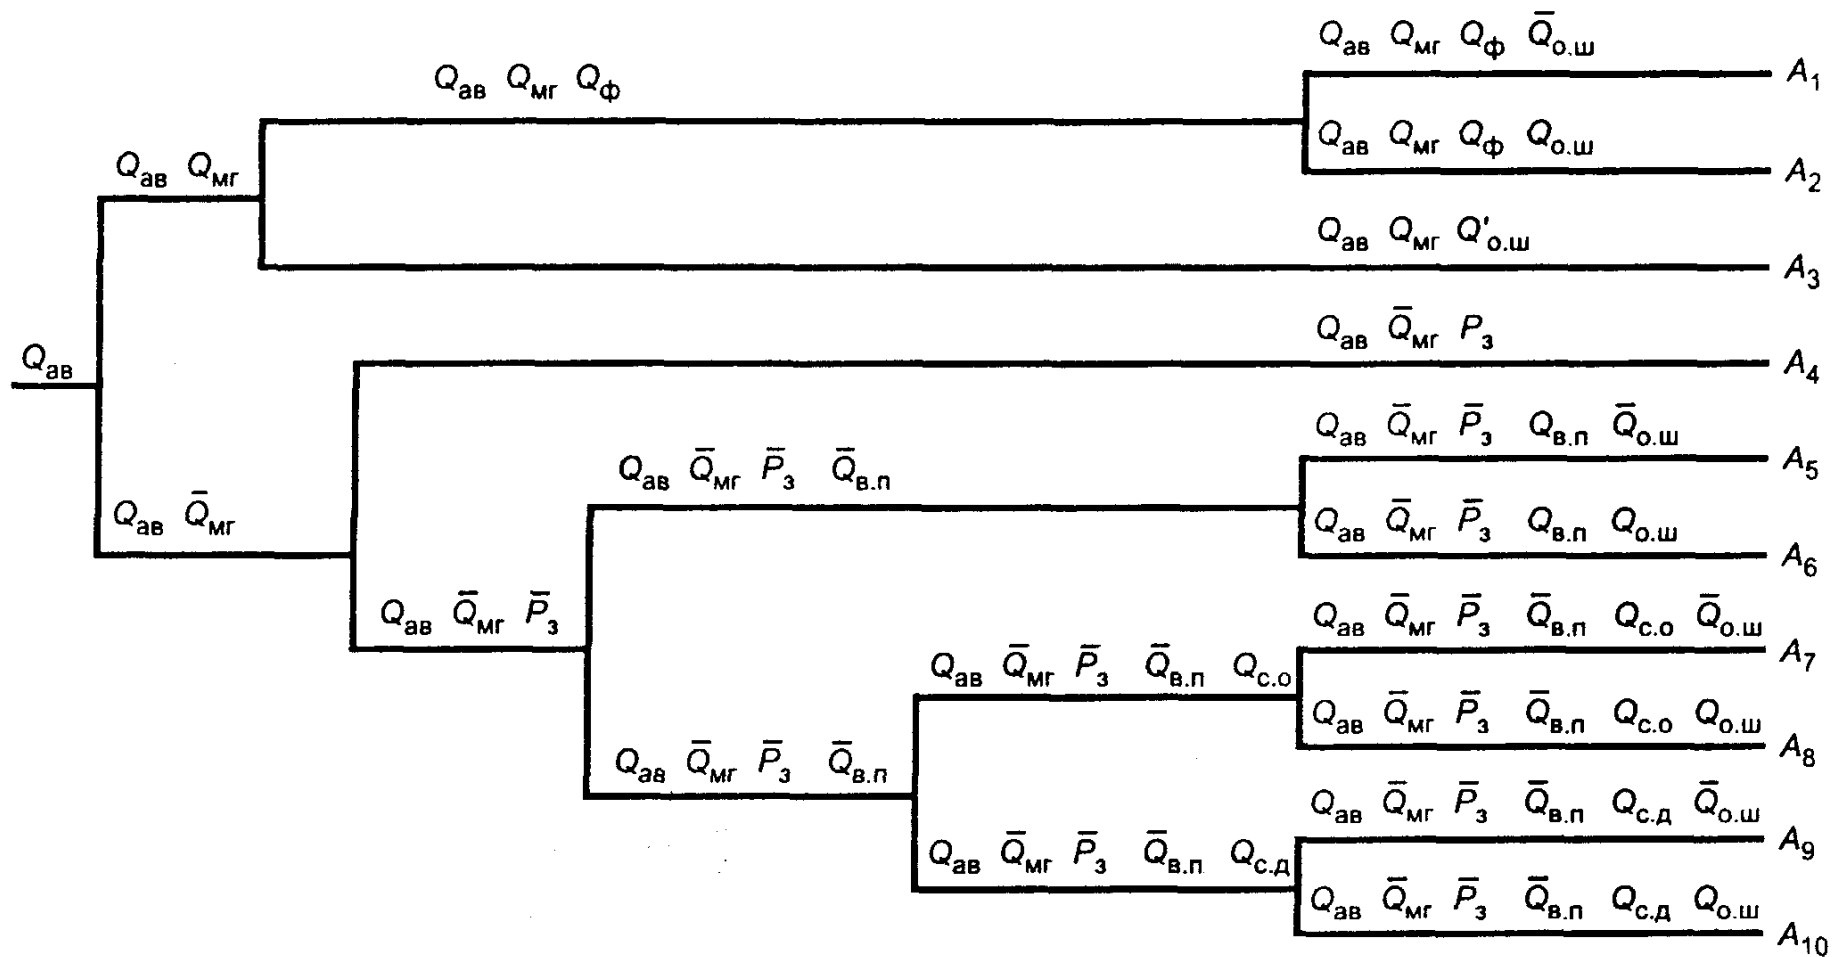 Q_ав Q_мг Q_ф Q̄_о.ш
A_1
Q_ав Q_мг Q_ф
Q_ав Q_мг Q_ф Q_о.ш
A_2
Q_ав Q_мг
Q_ав Q_мг Q'_о.ш
A_3
Q_ав Q̄_мг P_з
A_4
Q_ав
Q_ав Q̄_мг P̄_з Q_в.п Q̄_о.ш
A_5
Q_ав Q̄_мг P̄_з Q̄_в.п
Q_ав Q̄_мг
Q_ав Q̄_мг P̄_з Q_в.п Q_о.ш
A_6
Q_ав Q̄_мг P̄_з
Q_ав Q̄_мг P̄_з Q̄_в.п Q_с.о Q̄_о.ш
A_7
Q_ав Q̄_мг P̄_з Q̄_в.п Q_с.о
Q_ав Q̄_мг P̄_з Q̄_в.п Q_с.о Q_о.ш
A_8
Q_ав Q̄_мг P̄_з Q̄_в.п
Q_ав Q̄_мг P̄_з Q̄_в.п Q_с.д Q̄_о.ш
A_9
Q_ав Q̄_мг P̄_з Q̄_в.п Q_с.д
Q_ав Q̄_мг P̄_з Q̄_в.п Q_с.д Q_о.ш
A_10